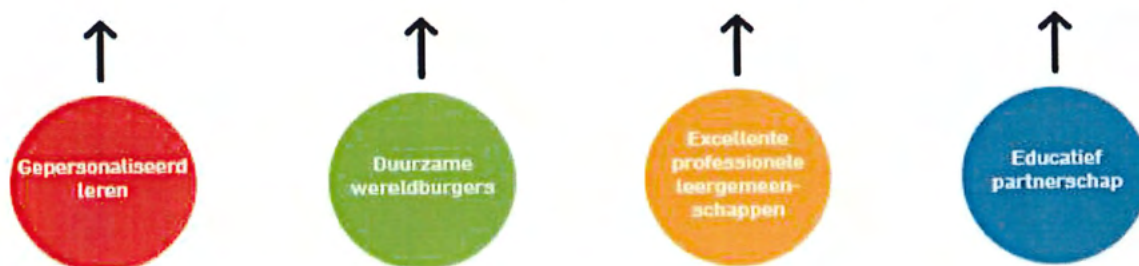 Gepersonaliseerd
leren
Duurzame
wereldburgers
Excellente
professionele
leergemeen-
schappen
Educatief
partnerschap